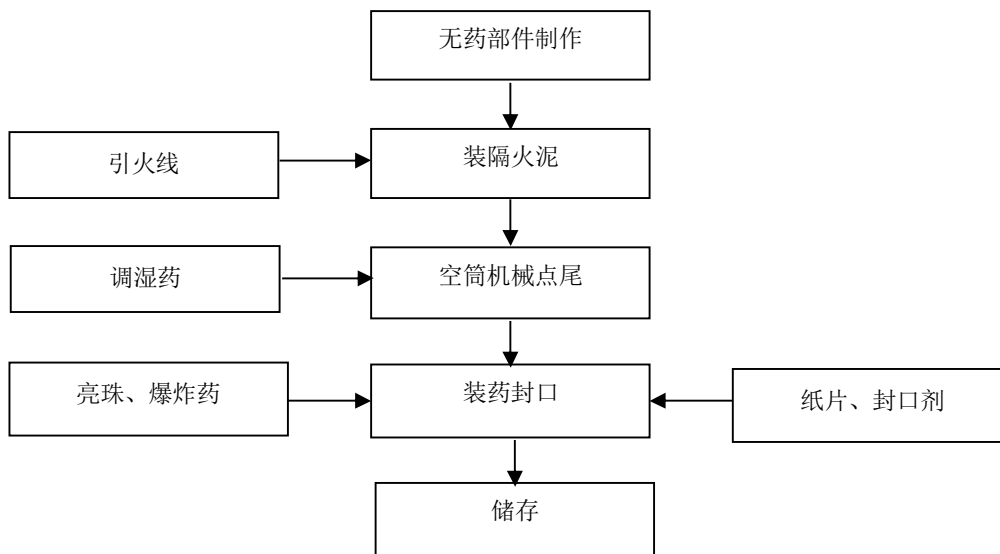 无药部件制作
引火线
装隔火泥
调湿药
空筒机械点尾
亮珠、爆炸药
装药封口
纸片、封口剂
储存